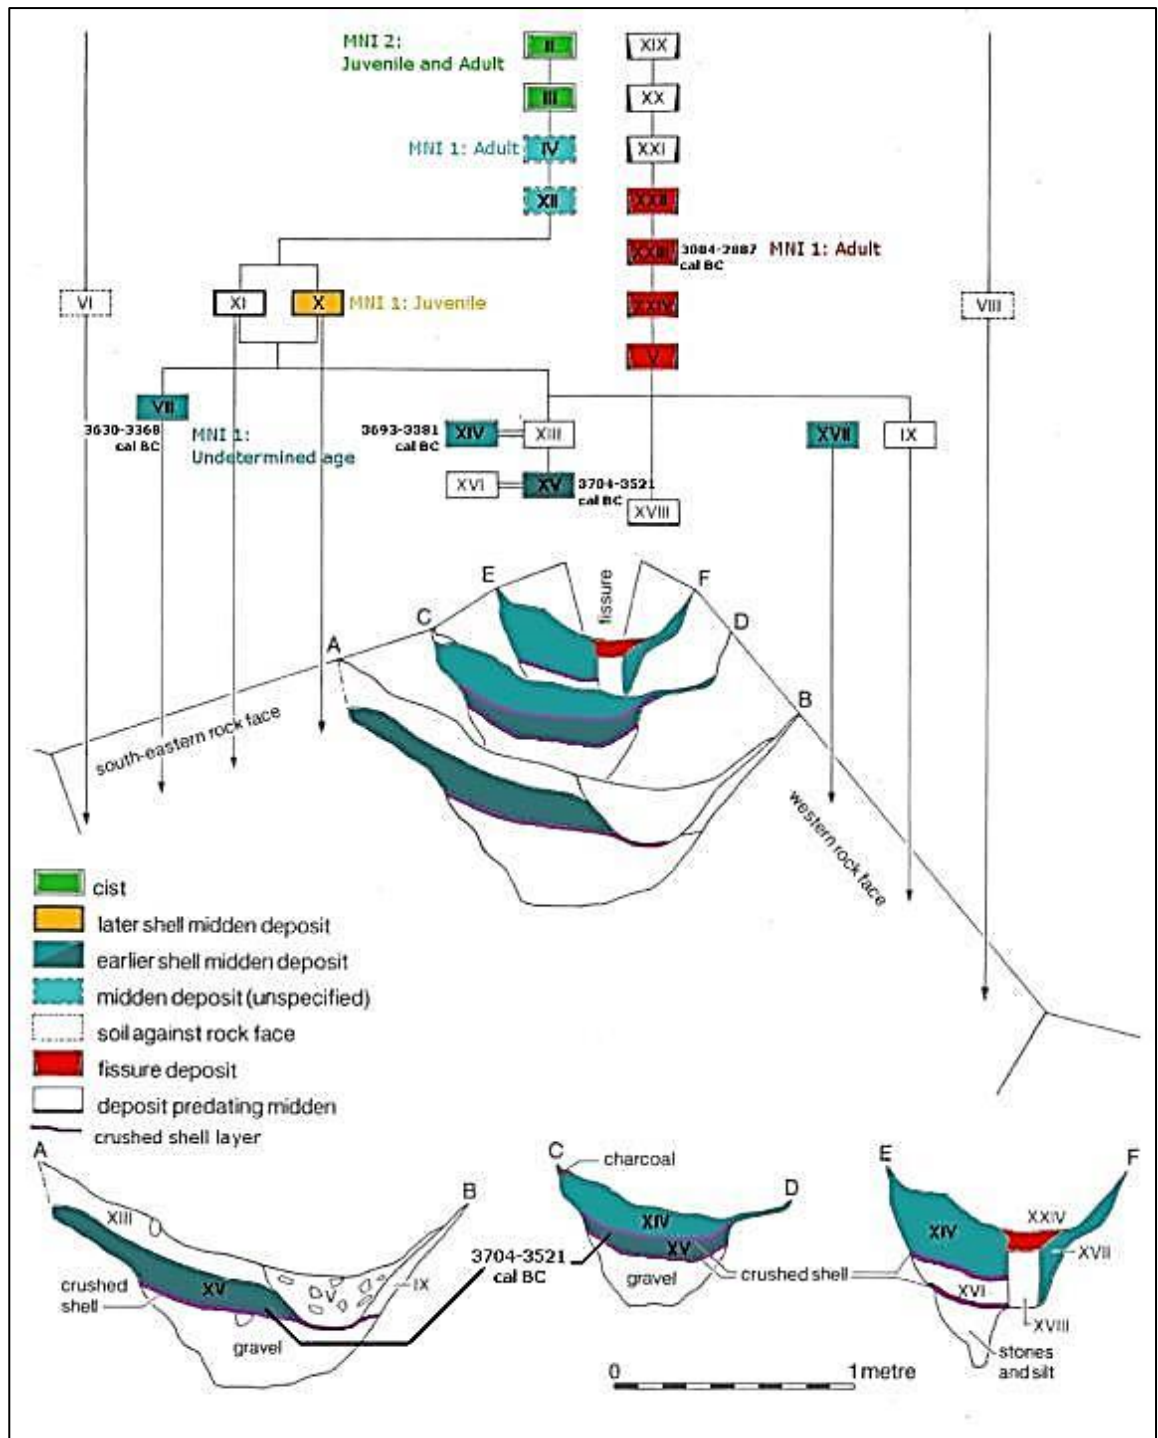 MNI 2:
Juvenile and Adult
II
XIX
III
XX
MNI 1: Adult
IV
XXI
XII
XXII
XXIII
3084-2887
cal BC
MNI 1: Adult
VI
XI
X
MNI 1: Juvenile
XXIV
VIII
V
VII
3630-3368
cal BC
MNI 1:
Undetermined age
3693-3381
cal BC
XIV
XIII
XVII
IX
XVI
XV
3704-3521
cal BC
XVIII
E
fissure
F
C
D
A
B
south-eastern rock face
western rock face
cist
later shell midden deposit
earlier shell midden deposit
midden deposit (unspecified)
soil against rock face
fissure deposit
deposit predating midden
crushed shell layer
A
B
XIII
XV
V
IX
crushed
shell
gravel
3704-3521
cal BC
C
charcoal
D
XIV
XV
gravel
crushed shell
E
F
XIV
XXIV
XVII
XVI
XVIII
stones
and silt
0
1 metre